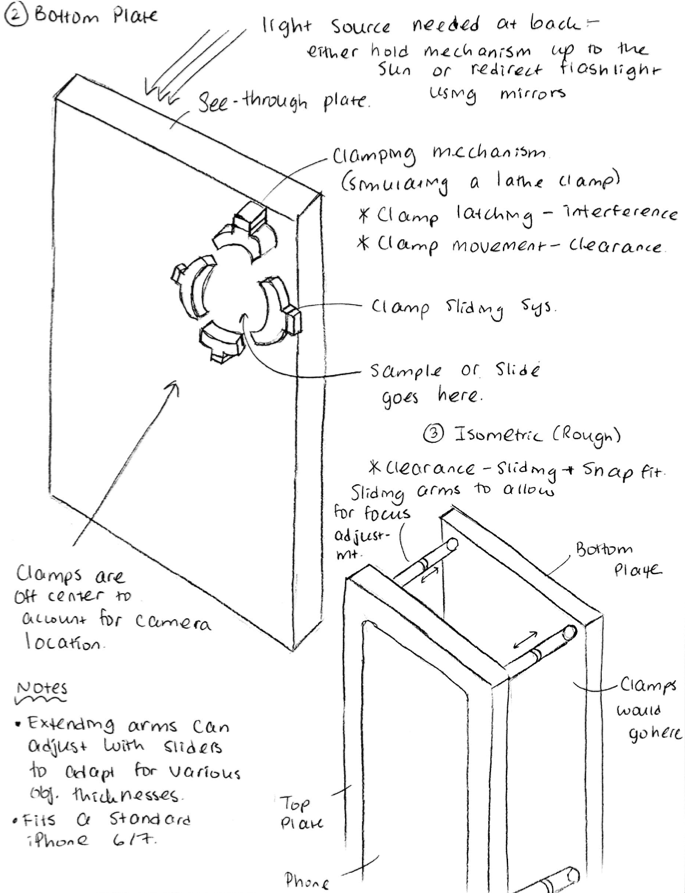 ② Bottom Plate
light source needed at back -
either hold mechanism up to the
sun or redirect flashlight
using mirrors
See-through plate.
Clamping mechanism
(simulating a lathe clamp)
* Clamp latching - interference
* Clamp movement - clearance
Clamp Sliding Sys.
Sample or Slide
goes here.
Clamps are
off center to
account for camera
location.
③ Isometric (Rough)
* Clearance - Sliding + Snap fit.
Sliding arms to allow
for focus
adjust-
mt.
Bottom
Plate
Clamps
would
go here
Top
Plate
Phone
Notes
• Extending arms can
adjust with sliders
to adapt for various
obj. thicknesses.
• Fits a standard
iPhone 6/7.